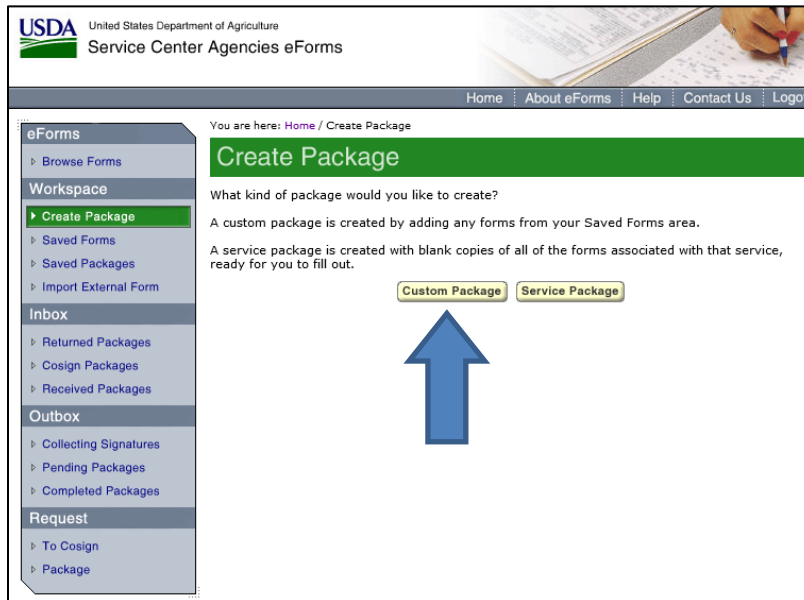 USDA
United States Department of Agriculture
Service Center Agencies eForms
Home
About eForms
Help
Contact Us
Logo
eForms
Browse Forms
Workspace
Create Package
Saved Forms
Saved Packages
Import External Form
Inbox
Returned Packages
Cosign Packages
Received Packages
Outbox
Collecting Signatures
Pending Packages
Completed Packages
Request
To Cosign
Package
You are here: Home / Create Package
Create Package
What kind of package would you like to create?
A custom package is created by adding any forms from your Saved Forms area.
A service package is created with blank copies of all of the forms associated with that service,
ready for you to fill out.
Custom Package
Service Package